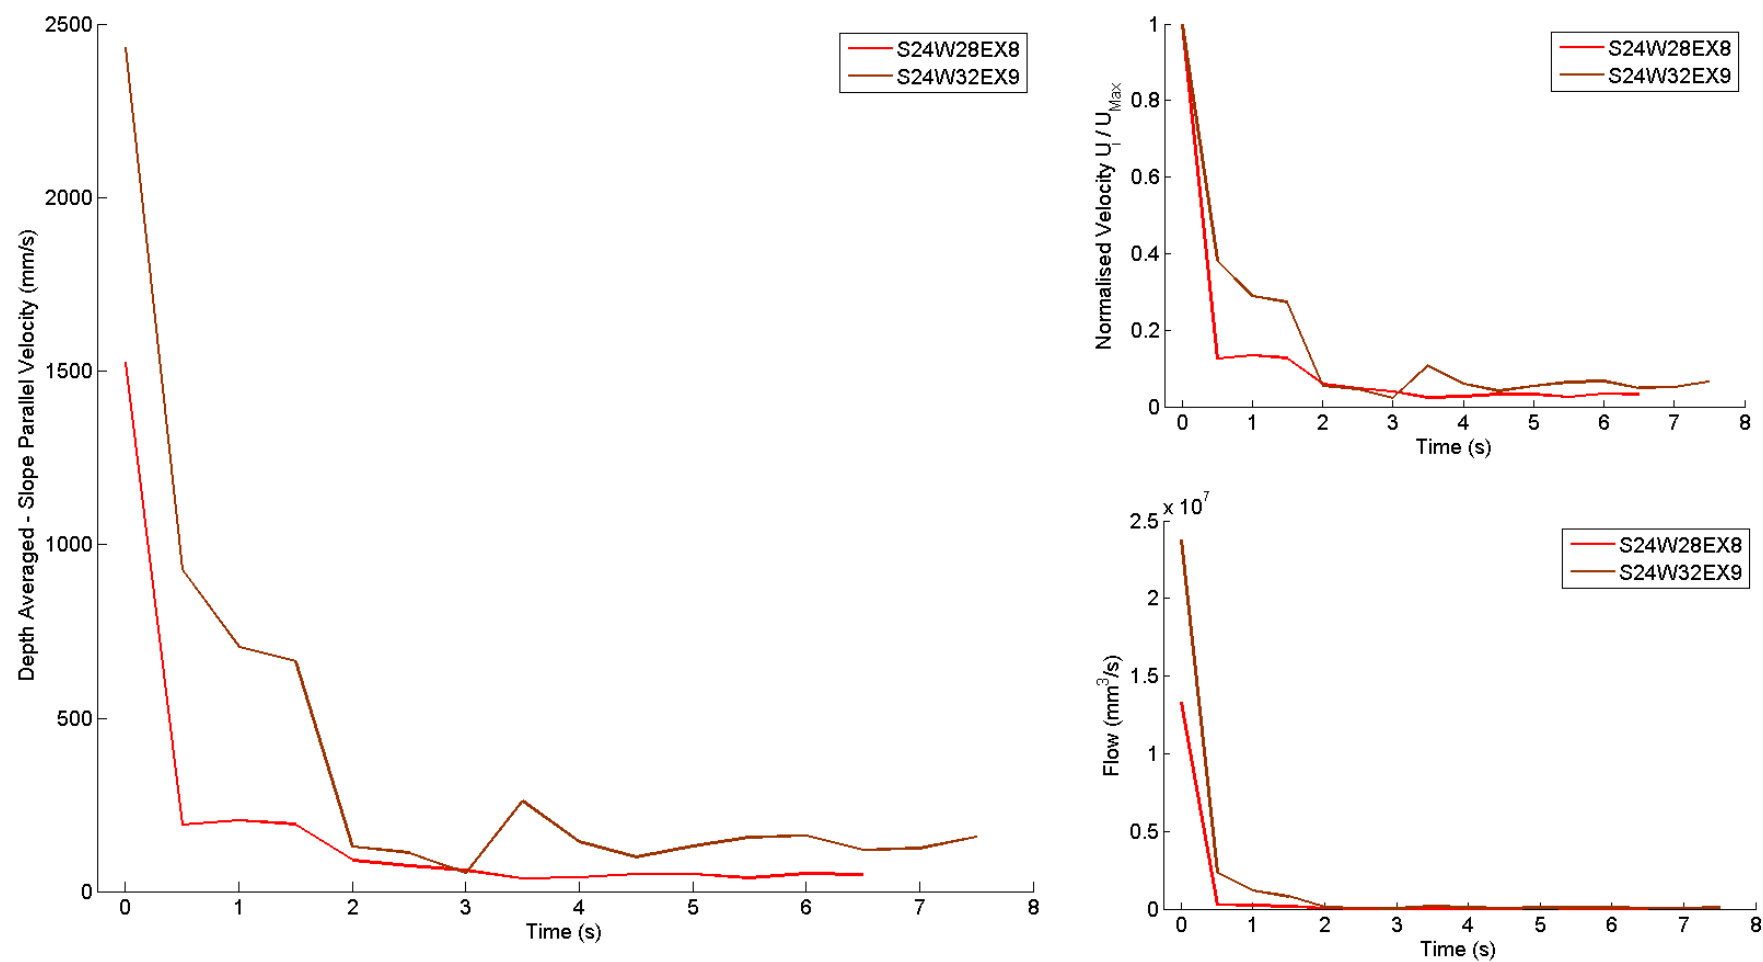 2500
2000
1500
1000
500
0
0 1 2 3 4 5 6 7 8
Time (s)
Depth Averaged - Slope Parallel Velocity (mm/s)
S24W28EX8
S24W32EX9
1
0.8
0.6
0.4
0.2
0
0 1 2 3 4 5 6 7 8
Time (s)
Normalised Velocity U_i / U_Max
S24W28EX8
S24W32EX9
x 10^7
2.5
2
1.5
1
0.5
0
0 1 2 3 4 5 6 7 8
Time (s)
Flow (mm³/s)
S24W28EX8
S24W32EX9